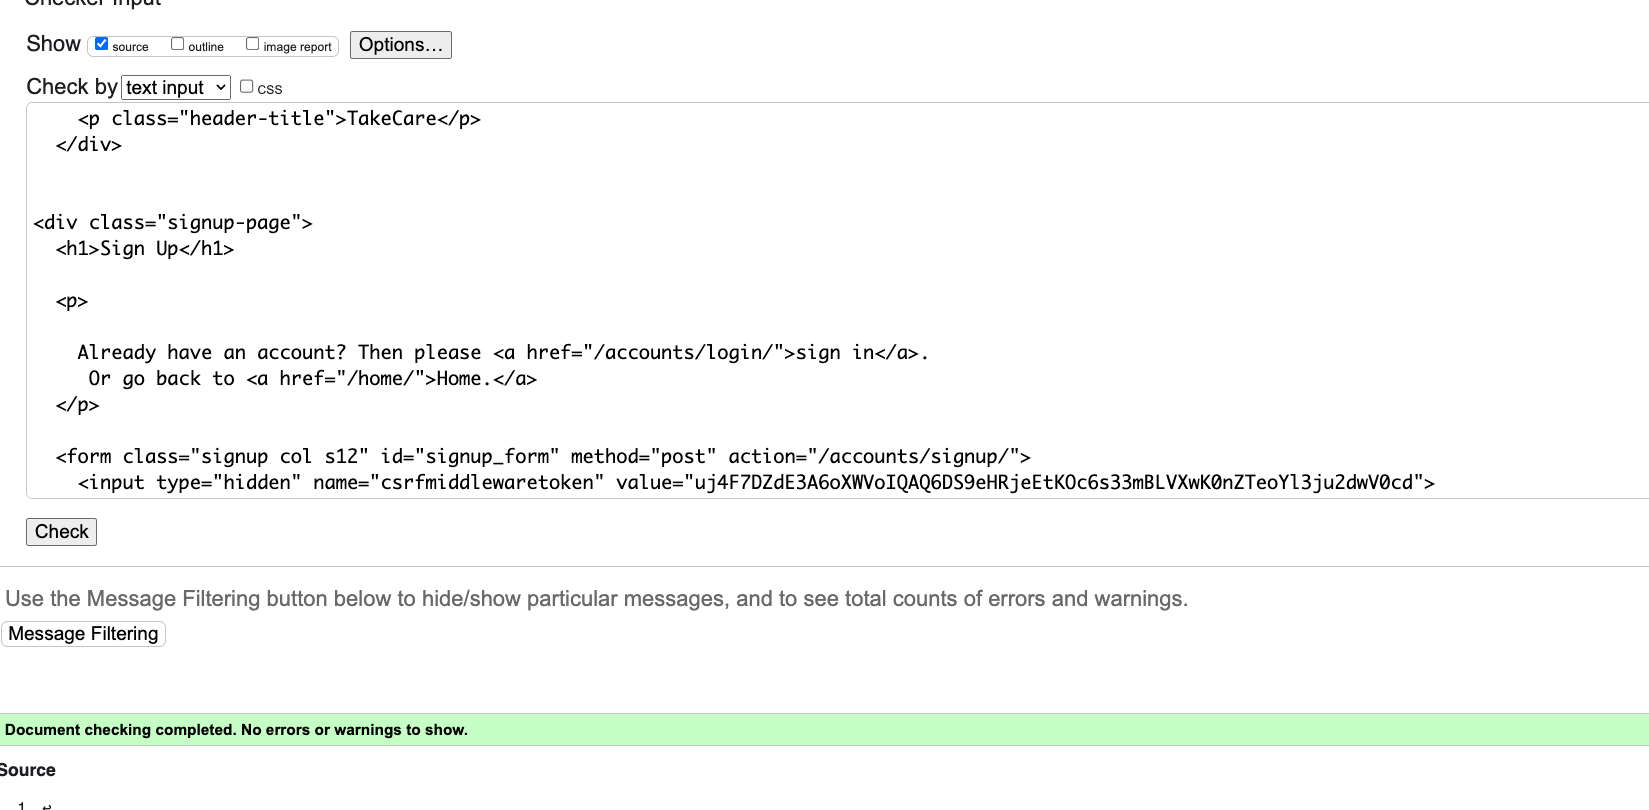 Checker Input
Show source outline image report Options...
Check by text input css
<p class="header-title">TakeCare</p>
</div>
<div class="signup-page">
<h1>Sign Up</h1>
<p>
Already have an account? Then please <a href="/accounts/login/">sign in</a>.
Or go back to <a href="/home/">Home.</a>
</p>
<form class="signup col s12" id="signup_form" method="post" action="/accounts/signup/">
<input type="hidden" name="csrfmiddlewaretoken" value="uj4F7DZdE3A6oXWVoIQAQ6DS9eHRjeEtKOc6s33mBLVXwK0nZTeoYl3ju2dwV0cd">
Check
Use the Message Filtering button below to hide/show particular messages, and to see total counts of errors and warnings.
Message Filtering
Document checking completed. No errors or warnings to show.
Source
1. ↩